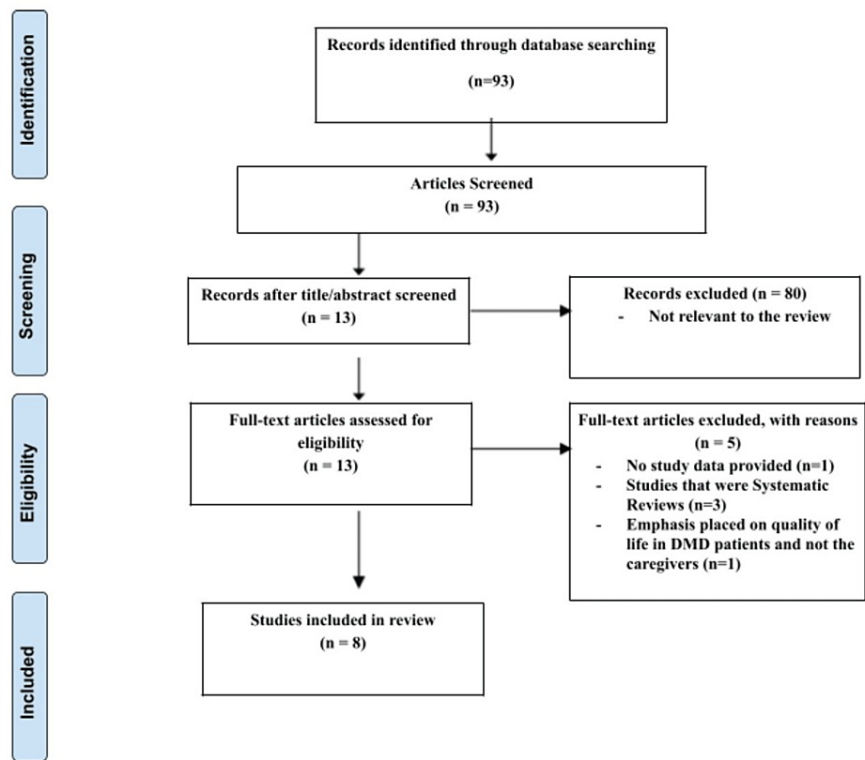 Identification
Records identified through database searching
(n=93)
Articles Screened
(n = 93)
Screening
Records after title/abstract screened
(n = 13)
Records excluded (n = 80)
- Not relevant to the review
Eligibility
Full-text articles assessed for
eligibility
(n = 13)
Full-text articles excluded, with reasons
(n = 5)
- No study data provided (n=1)
- Studies that were Systematic
Reviews (n=3)
- Emphasis placed on quality of
life in DMD patients and not the
caregivers (n=1)
Included
Studies included in review
(n = 8)